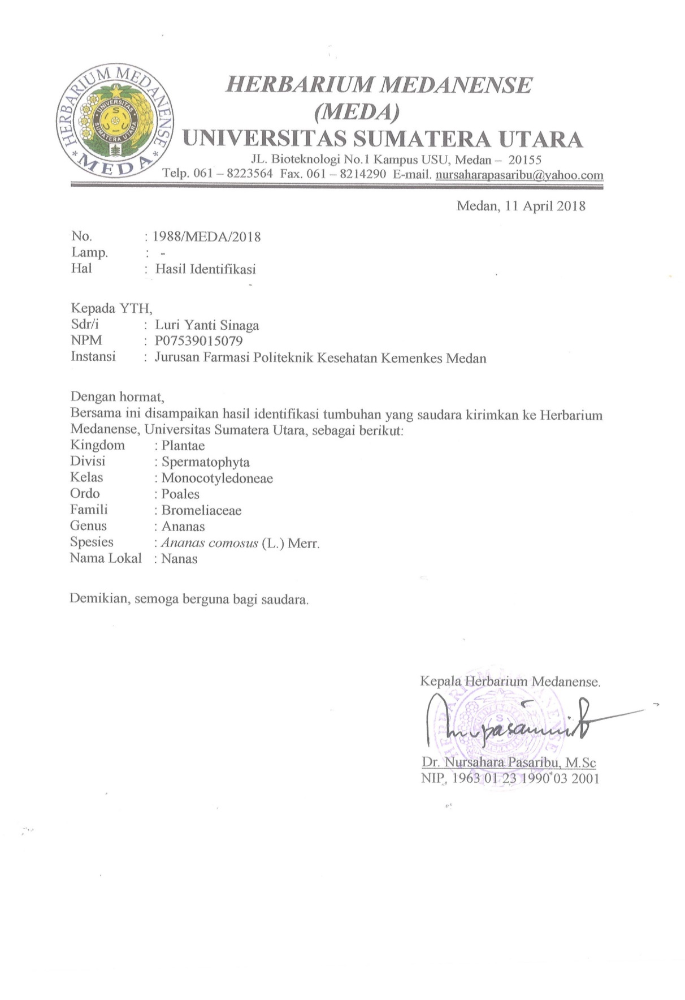 HERBARIUM MEDANENSE
* MEDA *
UNIVERSITAS
SUMATERA UTARA
HERBARIUM MEDANENSE
(MEDA)
UNIVERSITAS SUMATERA UTARA
JL. Bioteknologi No.1 Kampus USU, Medan – 20155
Telp. 061 – 8223564 Fax. 061 – 8214290 E-mail. nursaharapasaribu@yahoo.com
Medan, 11 April 2018
No. : 1988/MEDA/2018
Lamp. : -
Hal : Hasil Identifikasi
Kepada YTH,
Sdr/i : Luri Yanti Sinaga
NPM : P07539015079
Instansi : Jurusan Farmasi Politeknik Kesehatan Kemenkes Medan
Dengan hormat,
Bersama ini disampaikan hasil identifikasi tumbuhan yang saudara kirimkan ke Herbarium
Medanense, Universitas Sumatera Utara, sebagai berikut:
Kingdom : Plantae
Divisi : Spermatophyta
Kelas : Monocotyledoneae
Ordo : Poales
Famili : Bromeliaceae
Genus : Ananas
Spesies : Ananas comosus (L.) Merr.
Nama Lokal : Nanas
Demikian, semoga berguna bagi saudara.
Kepala Herbarium Medanense.
Dr. Nursahara Pasaribu, M.Sc
NIP, 1963 01 23 1990 03 2001